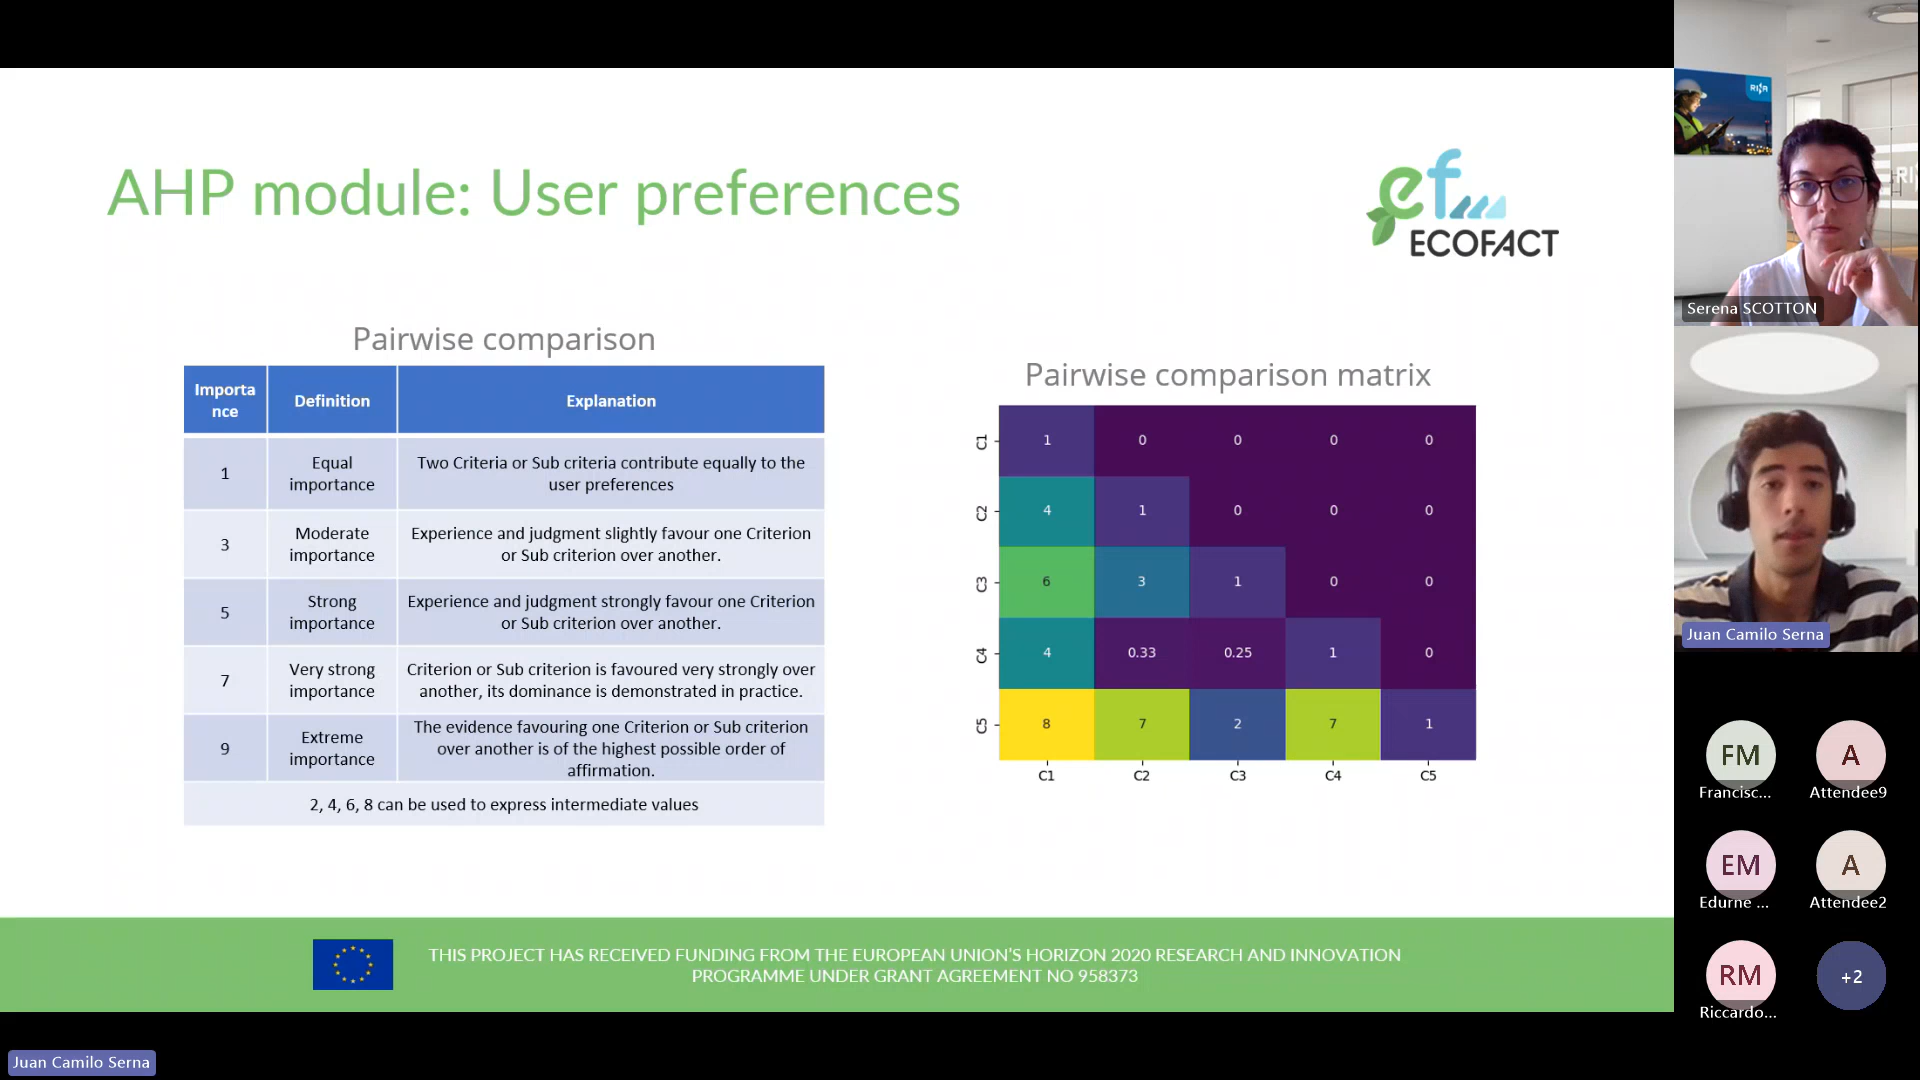 AHP module: User preferences
ef
ECOFACT
Pairwise comparison
Importa
nce
Definition
Explanation
1
Equal
importance
Two Criteria or Sub criteria contribute equally to the
user preferences
3
Moderate
importance
Experience and judgment slightly favour one Criterion
or Sub criterion over another.
5
Strong
importance
Experience and judgment strongly favour one Criterion
or Sub criterion over another.
7
Very strong
importance
Criterion or Sub criterion is favoured very strongly over
another, its dominance is demonstrated in practice.
9
Extreme
importance
The evidence favouring one Criterion or Sub criterion
over another is of the highest possible order of
affirmation.
2, 4, 6, 8 can be used to express intermediate values
Pairwise comparison matrix
C1 1 0 0 0 0
C2 4 1 0 0 0
C3 6 3 1 0 0
C4 4 0.33 0.25 1 0
C5 8 7 2 7 1
C1 C2 C3 C4 C5
THIS PROJECT HAS RECEIVED FUNDING FROM THE EUROPEAN UNION'S HORIZON 2020 RESEARCH AND INNOVATION
PROGRAMME UNDER GRANT AGREEMENT NO 958373
Juan Camilo Serna
RINA
Serena SCOTTON
Juan Camilo Serna
FM
Francisc...
A
Attendee9
EM
Edurne ...
A
Attendee2
RM
Riccardo...
+2